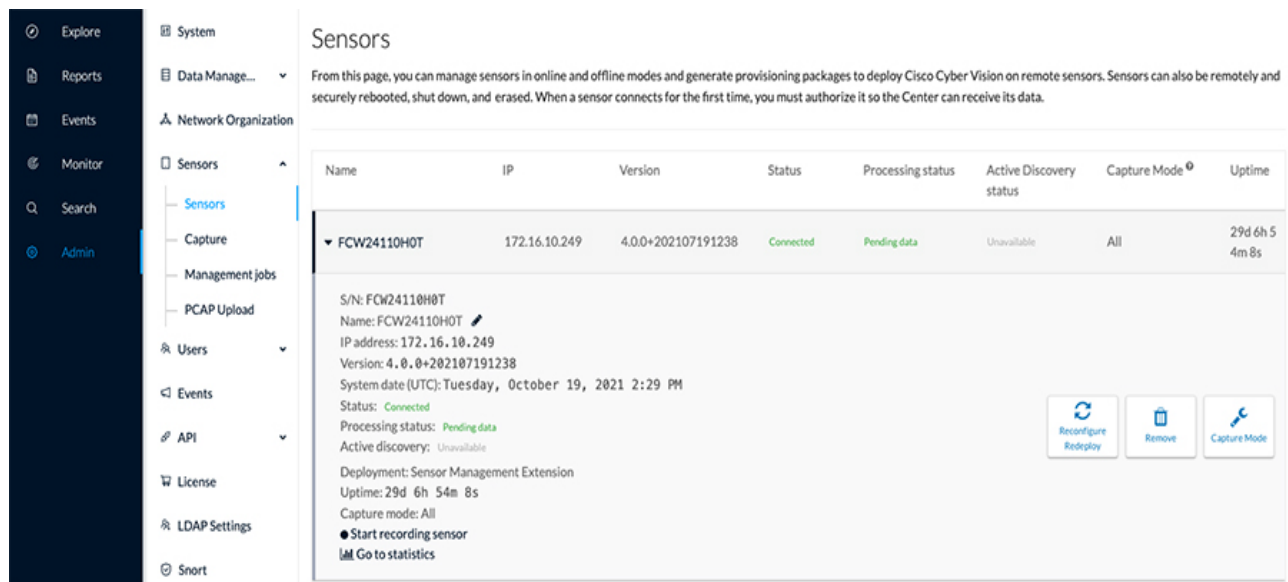 Explore
Reports
Events
Monitor
Search
Admin
System
Data Manage...
Network Organization
Sensors
Sensors
Capture
Management jobs
PCAP Upload
Users
Events
API
License
LDAP Settings
Snort
Sensors
From this page, you can manage sensors in online and offline modes and generate provisioning packages to deploy Cisco Cyber Vision on remote sensors. Sensors can also be remotely and
securely rebooted, shut down, and erased. When a sensor connects for the first time, you must authorize it so the Center can receive its data.
Name IP Version Status Processing status Active Discovery status Capture Mode Uptime
FCW24110H0T 172.16.10.249 4.0.0+202107191238 Connected Pending data Unavailable All 29d 6h 5
4m 8s
S/N: FCW24110H0T
Name: FCW24110H0T
IP address: 172.16.10.249
Version: 4.0.0+202107191238
System date (UTC): Tuesday, October 19, 2021 2:29 PM
Status: Connected
Processing status: Pending data
Active discovery: Unavailable
Deployment: Sensor Management Extension
Uptime: 29d 6h 54m 8s
Capture mode: All
Start recording sensor
Go to statistics
Reconfigure
Redeploy
Remove
Capture Mode